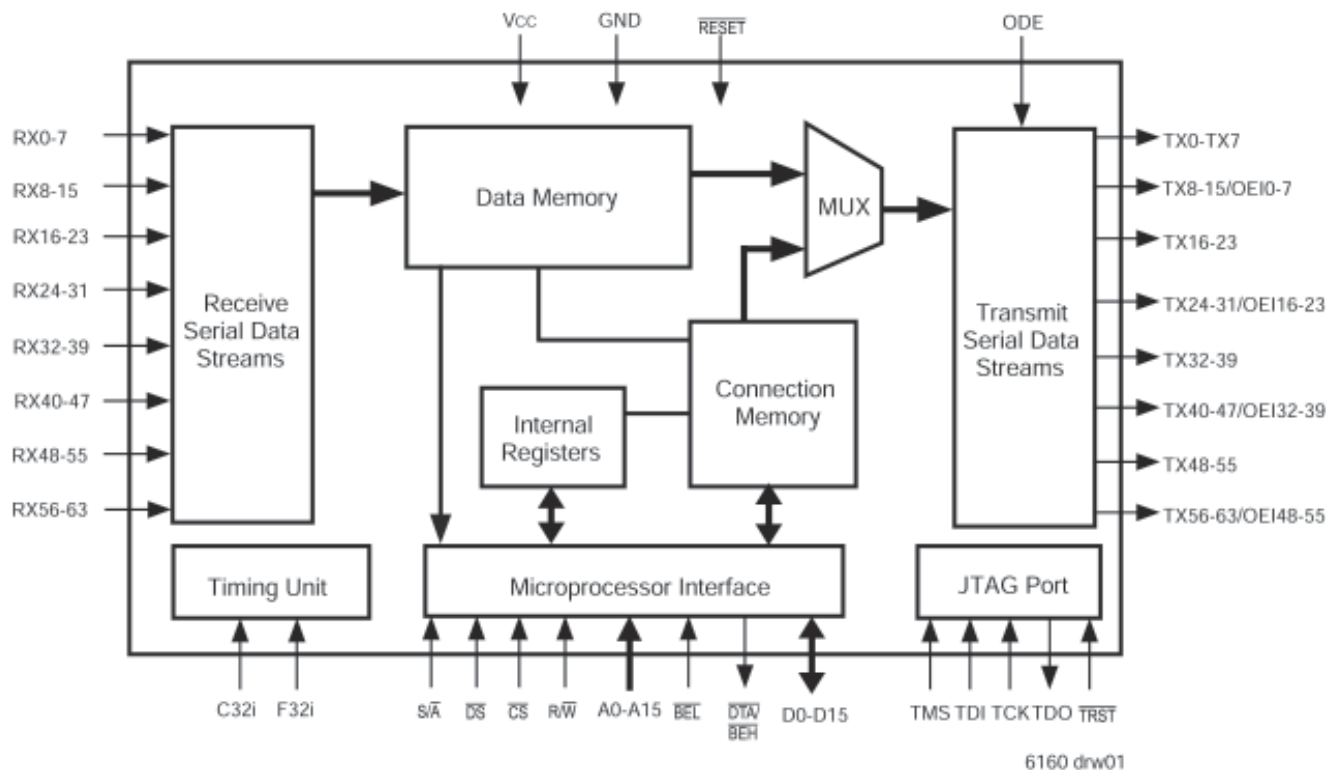 Vcc GND RESET ODE
RX0-7
RX8-15
RX16-23
RX24-31
RX32-39
RX40-47
RX48-55
RX56-63
Receive
Serial Data
Streams
Data Memory
MUX
Internal
Registers
Connection
Memory
Transmit
Serial Data
Streams
TX0-TX7
TX8-15/OEI0-7
TX16-23
TX24-31/OEI16-23
TX32-39
TX40-47/OEI32-39
TX48-55
TX56-63/OEI48-55
Timing Unit
Microprocessor Interface
JTAG Port
C32i F32i
S/A DS CS R/W A0-A15 BEL DTA/ D0-D15
BEH
TMS TDI TCK TDO TRST
6160 drw01